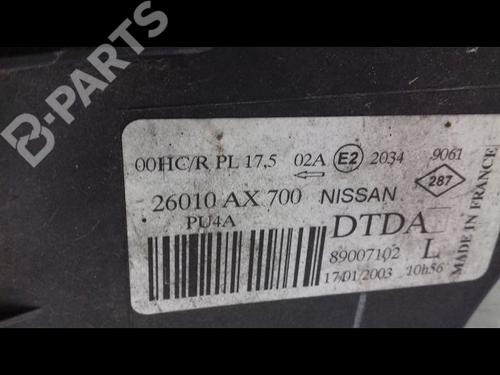 B-PARTS
00HC/R PL 17,5 02A E2 2034 9061
287
26010 AX 700 NISSAN
PU4A
DTDA
89007102 L
17/01/2003 10h56
MADE IN FRANCE